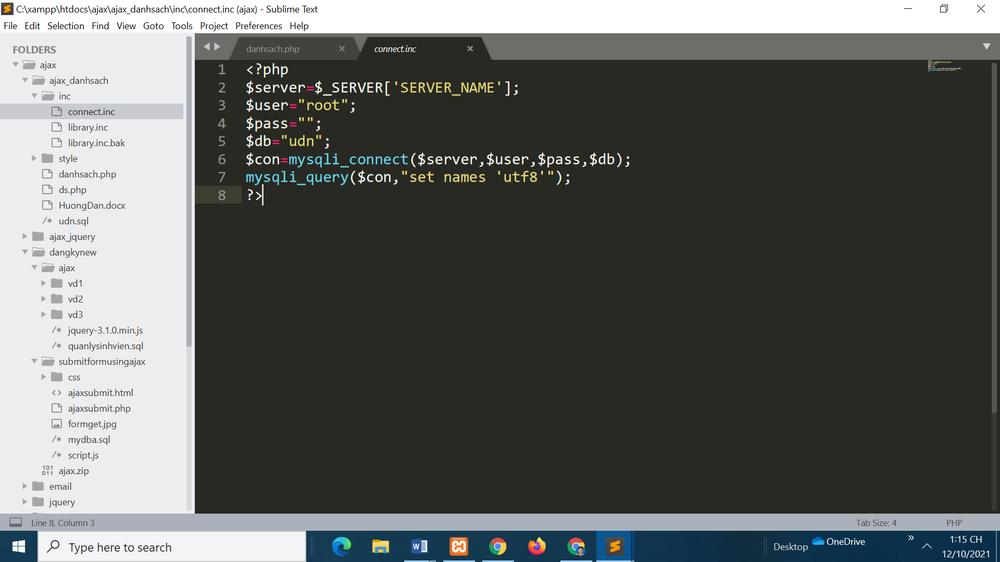 C:\xampp\htdocs\ajax\ajax_danhsach\inc\connect.inc (ajax) - Sublime Text
File Edit Selection Find View Goto Tools Project Preferences Help
FOLDERS
ajax
ajax_danhsach
inc
connect.inc
library.inc
library.inc.bak
style
danhsach.php
ds.php
HuongDan.docx
udn.sql
ajax_jquery
dangkynew
ajax
vd1
vd2
vd3
jquery-3.1.0.min.js
quanlysinhvien.sql
submitformusingajax
css
ajaxsubmit.html
ajaxsubmit.php
formget.jpg
mydba.sql
script.js
ajax.zip
email
jquery
danhsach.php
connect.inc
1 <?php
2 $server=$_SERVER['SERVER_NAME'];
3 $user="root";
4 $pass="";
5 $db="udn";
6 $con=mysqli_connect($server,$user,$pass,$db);
7 mysqli_query($con,"set names 'utf8'");
8 ?>
Line 8, Column 3
Tab Size: 4
PHP
Type here to search
Desktop
OneDrive
1:15 CH
12/10/2021